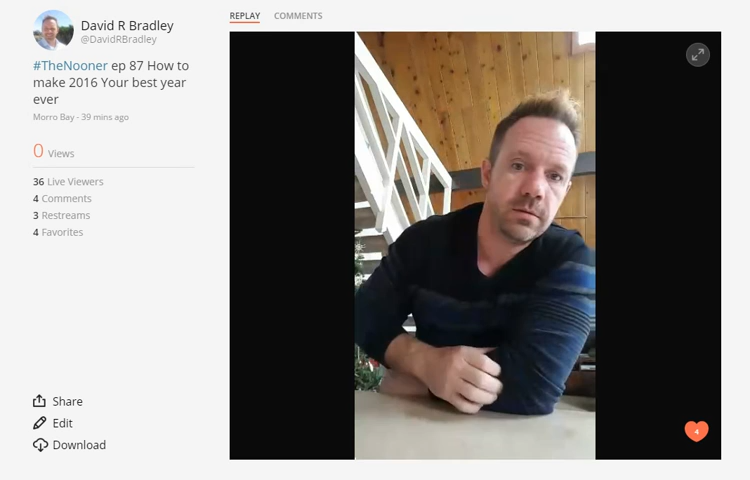 David R Bradley
@DavidRBradley
#TheNooner ep 87 How to
make 2016 Your best year
ever
Morro Bay - 39 mins ago
0 Views
36 Live Viewers
4 Comments
3 Restreams
4 Favorites
Share
Edit
Download
REPLAY COMMENTS
4